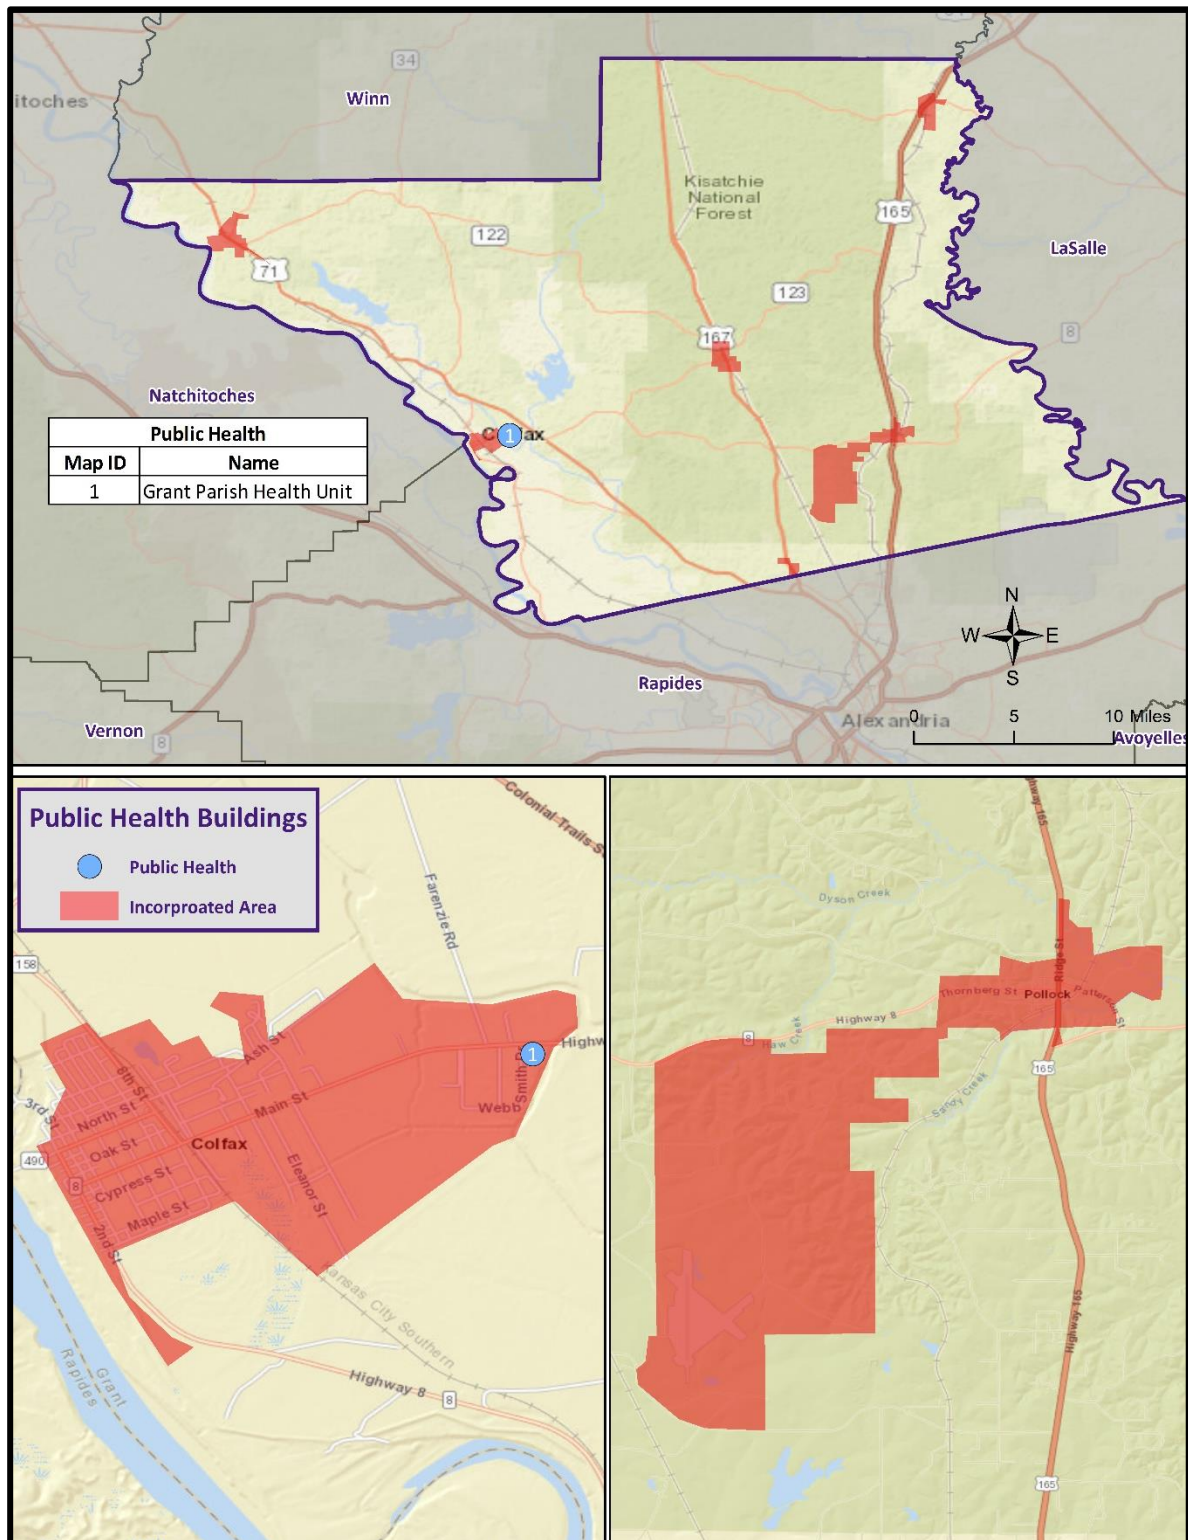 34
itoches
Winn
Kisatchie
National
Forest
165
122
LaSalle
71
123
8
167
Natchitoches
Public Health
Map ID Name
1 Grant Parish Health Unit
1
N
W E
S
Rapides
Alexandria
0 5 10 Miles
Vernon
8
Avoyelles
Public Health Buildings
Public Health
Incorproated Area
Colonial Trails S
Farenzie Rd
158
Ash St
8th St
1
Highw
Smith Dr
Main St
3rd St
North St
Webb
Colfax
Oak St
490
Eleanor St
Cypress St
8
Maple St
2nd St
Kansas City Southern
Grant
Rapides
Highway 8
8
hway 165
Dyson Creek
Ridge St
Thornberg St
Pollock
Patterson St
Highway 8
8
Haw Creek
165
Sandy Creek
Highway 165
165